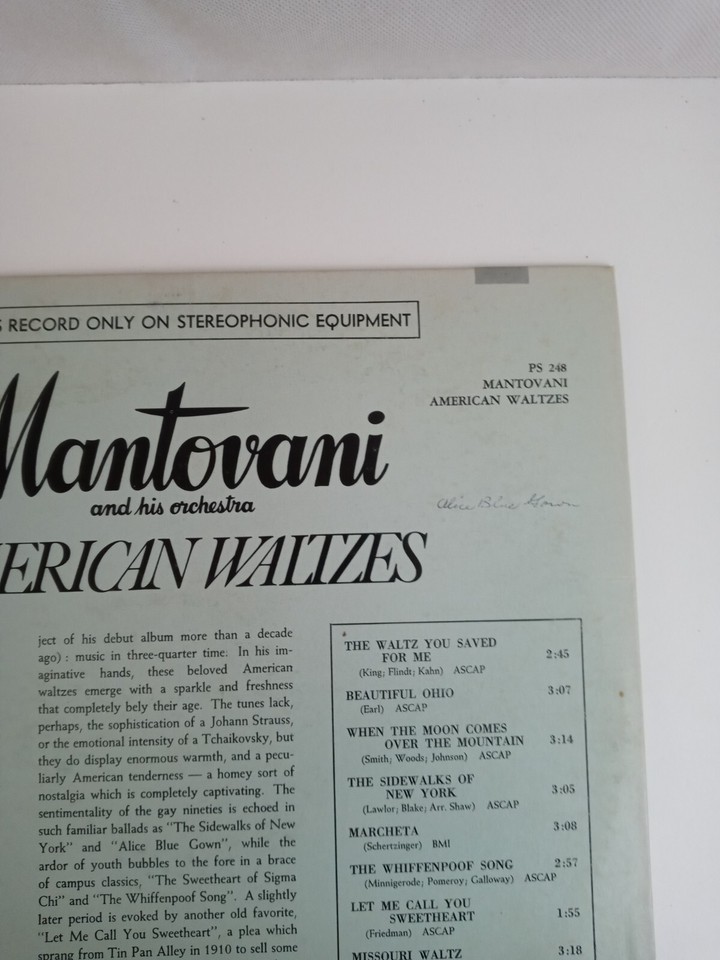 S RECORD ONLY ON STEREOPHONIC EQUIPMENT
PS 248
MANTOVANI
AMERICAN WALTZES
Mantovani
and his orchestra
Alice Blue Gown
ERICAN WALTZES
ject of his debut album more than a decade
ago) : music in three-quarter time. In his im-
aginative hands, these beloved American
waltzes emerge with a sparkle and freshness
that completely bely their age. The tunes lack,
perhaps, the sophistication of a Johann Strauss,
or the emotional intensity of a Tchaikovsky, but
they do display enormous warmth, and a pecu-
liarly American tenderness — a homey sort of
nostalgia which is completely captivating. The
sentimentality of the gay nineties is echoed in
such familiar ballads as "The Sidewalks of New
York" and "Alice Blue Gown", while the
ardor of youth bubbles to the fore in a brace
of campus classics, "The Sweetheart of Sigma
Chi" and "The Whiffenpoof Song". A slightly
later period is evoked by another old favorite,
"Let Me Call You Sweetheart", a plea which
sprang from Tin Pan Alley in 1910 to sell some
THE WALTZ YOU SAVED
FOR ME 2:45
(King; Flindt; Kahn) ASCAP
BEAUTIFUL OHIO 3:07
(Earl) ASCAP
WHEN THE MOON COMES
OVER THE MOUNTAIN 3:14
(Smith; Woods; Johnson) ASCAP
THE SIDEWALKS OF
NEW YORK 3:05
(Lawlor; Blake; Arr. Shaw) ASCAP
MARCHETA 3:08
(Schertzinger) BMI
THE WHIFFENPOOF SONG 2:57
(Minnigerode; Pomeroy; Galloway) ASCAP
LET ME CALL YOU
SWEETHEART 1:55
(Friedman) ASCAP
MISSOURI WALTZ 3:18